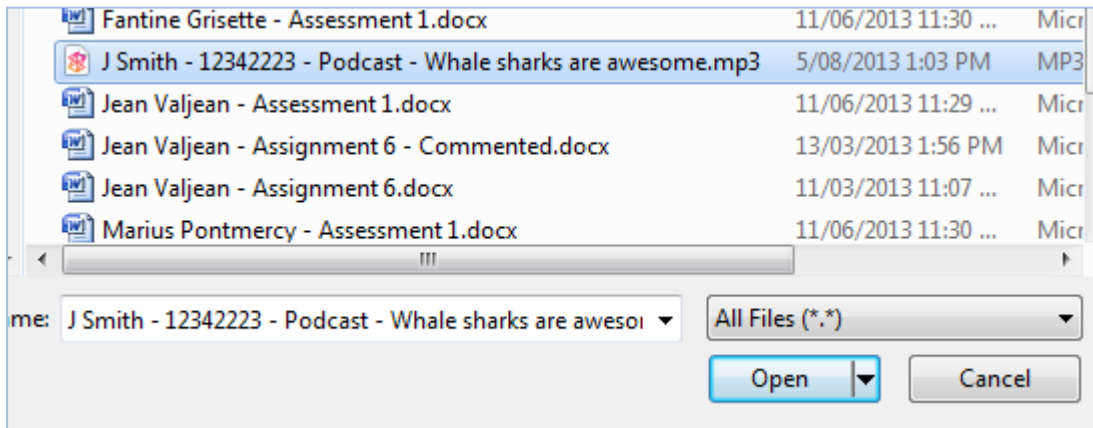 Fantine Grisette - Assessment 1.docx 11/06/2013 11:30 ... Micr
J Smith - 12342223 - Podcast - Whale sharks are awesome.mp3 5/08/2013 1:03 PM MP3
Jean Valjean - Assessment 1.docx 11/06/2013 11:29 ... Micr
Jean Valjean - Assignment 6 - Commented.docx 13/03/2013 1:56 PM Micr
Jean Valjean - Assignment 6.docx 11/03/2013 11:07 ... Micr
Marius Pontmercy - Assessment 1.docx 11/06/2013 11:30 ... Micr
me: J Smith - 12342223 - Podcast - Whale sharks are aweso All Files (*.*)
Open Cancel